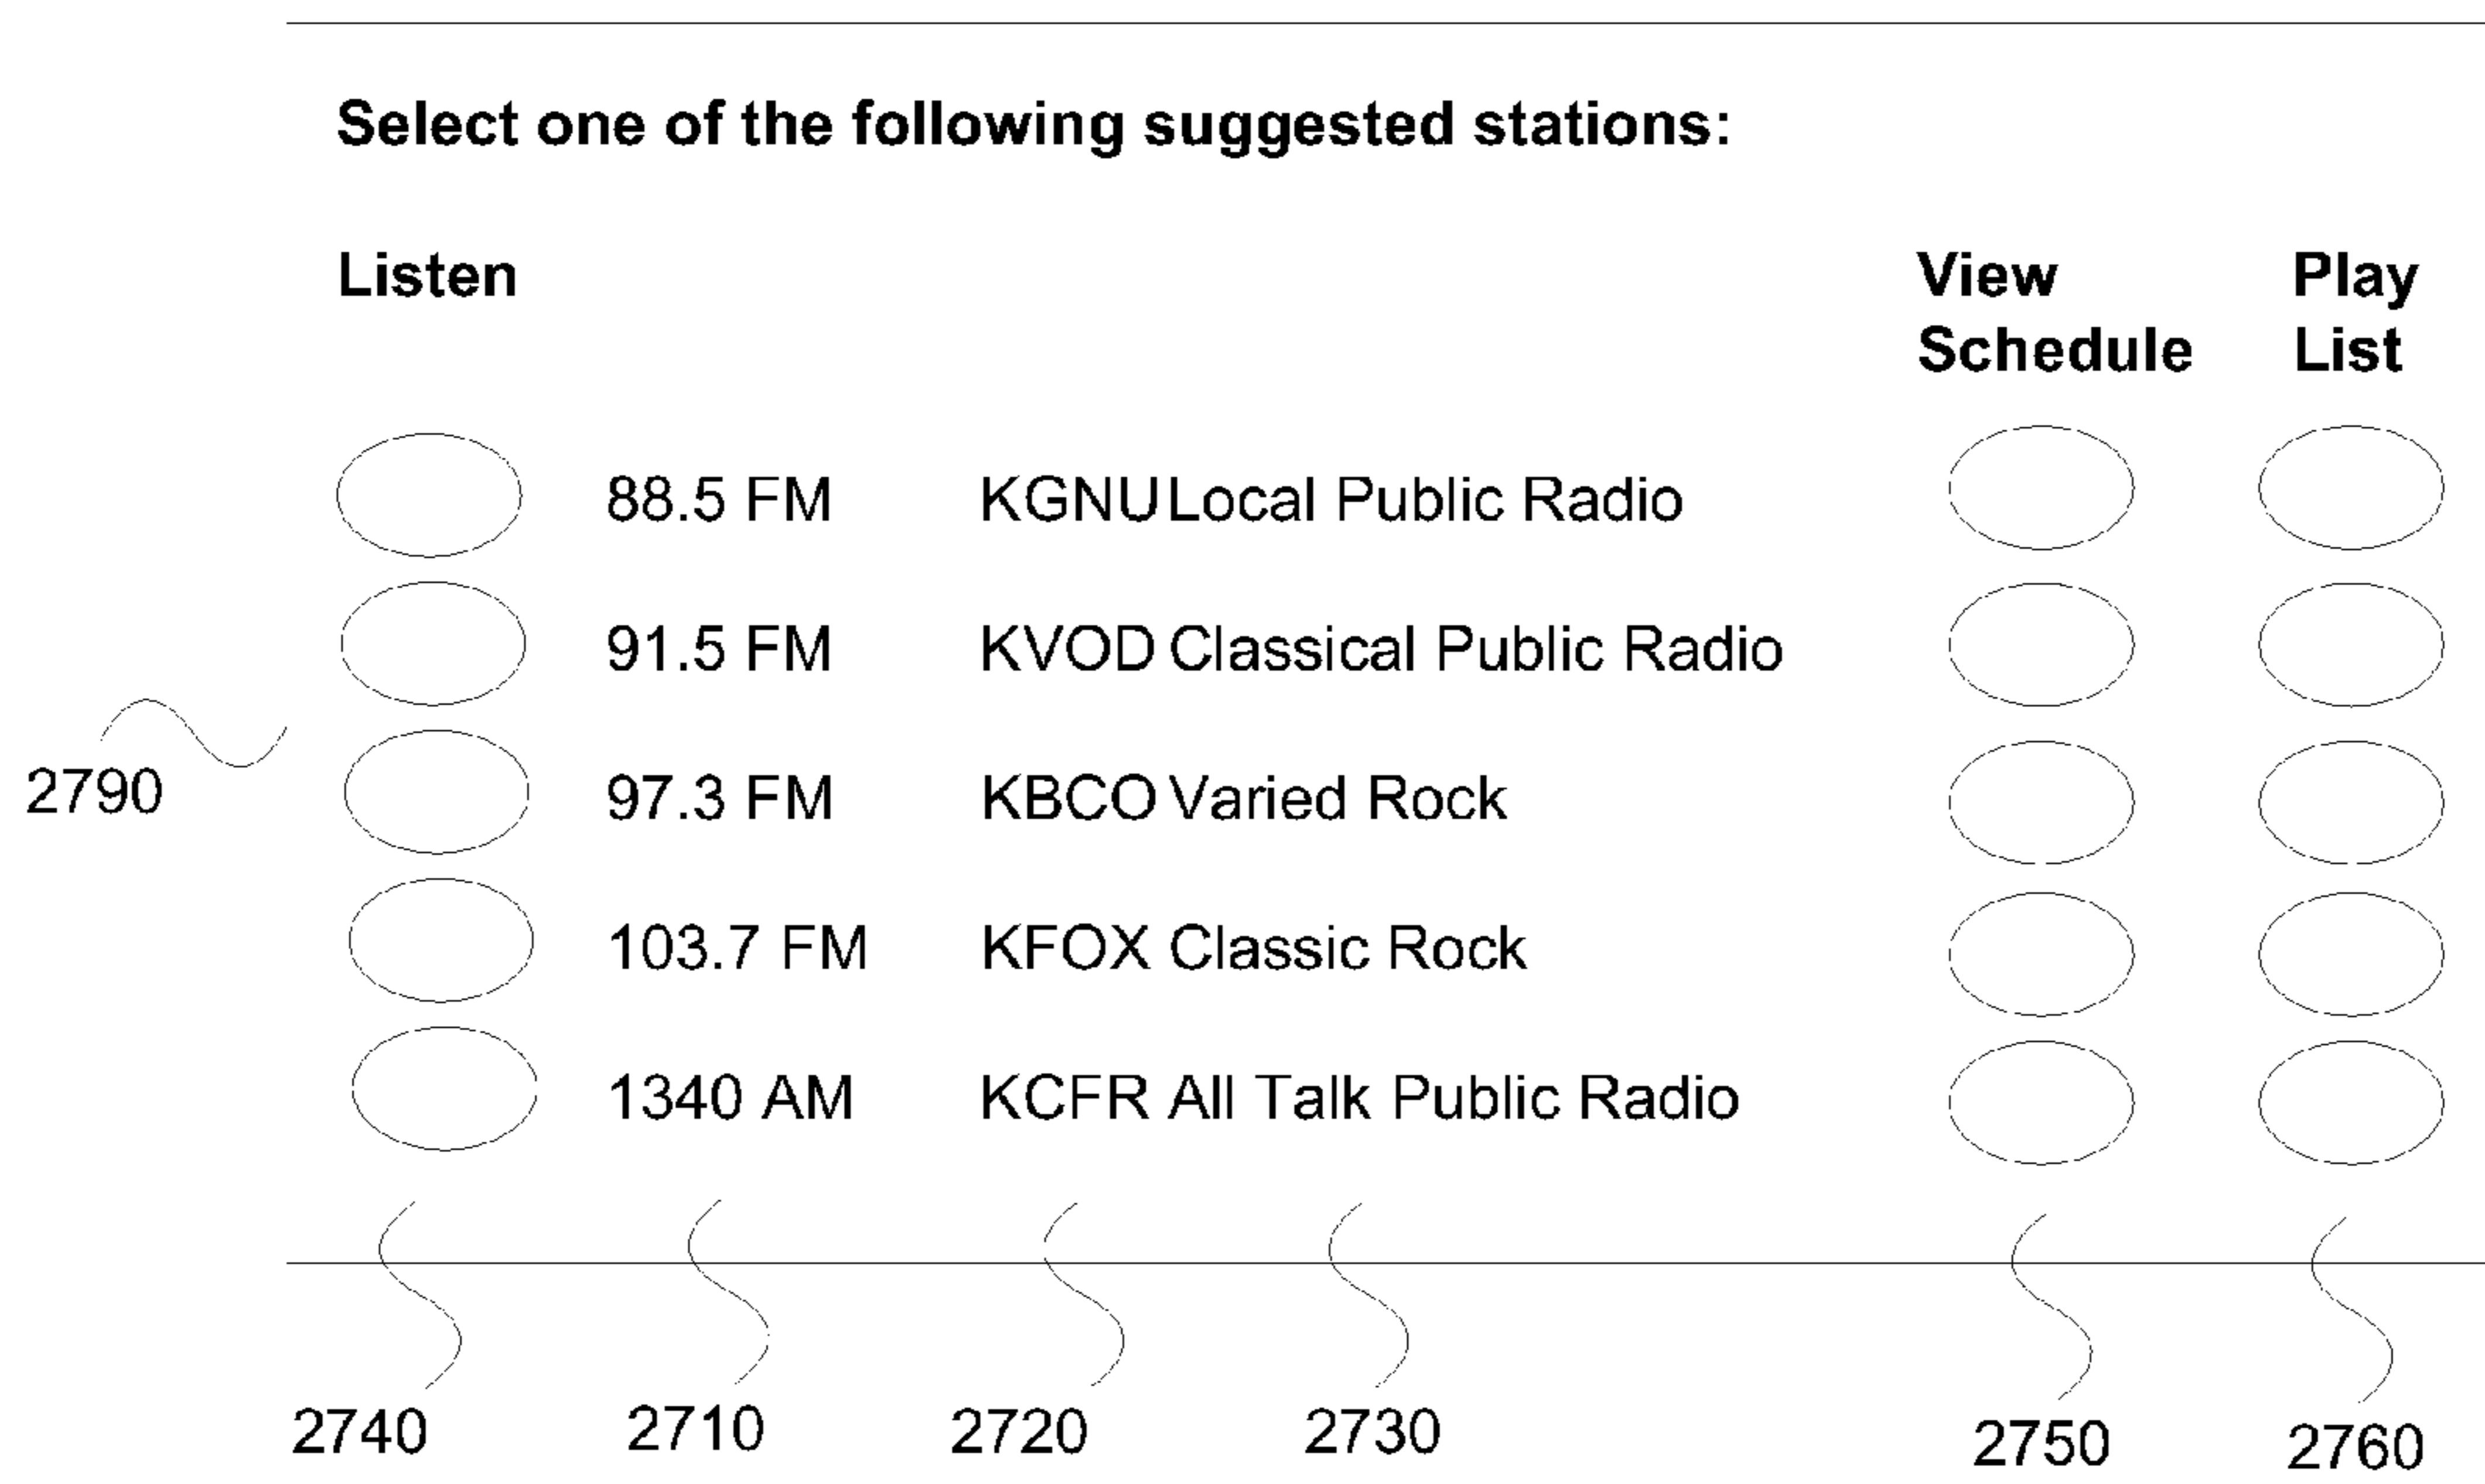 Select one of the following suggested stations:
Listen View Play
Schedule List
88.5 FM KGNU Local Public Radio
91.5 FM KVOD Classical Public Radio
2790
97.3 FM KBCO Varied Rock
103.7 FM KFOX Classic Rock
1340 AM KCFR All Talk Public Radio
2740 2710 2720 2730 2750 2760